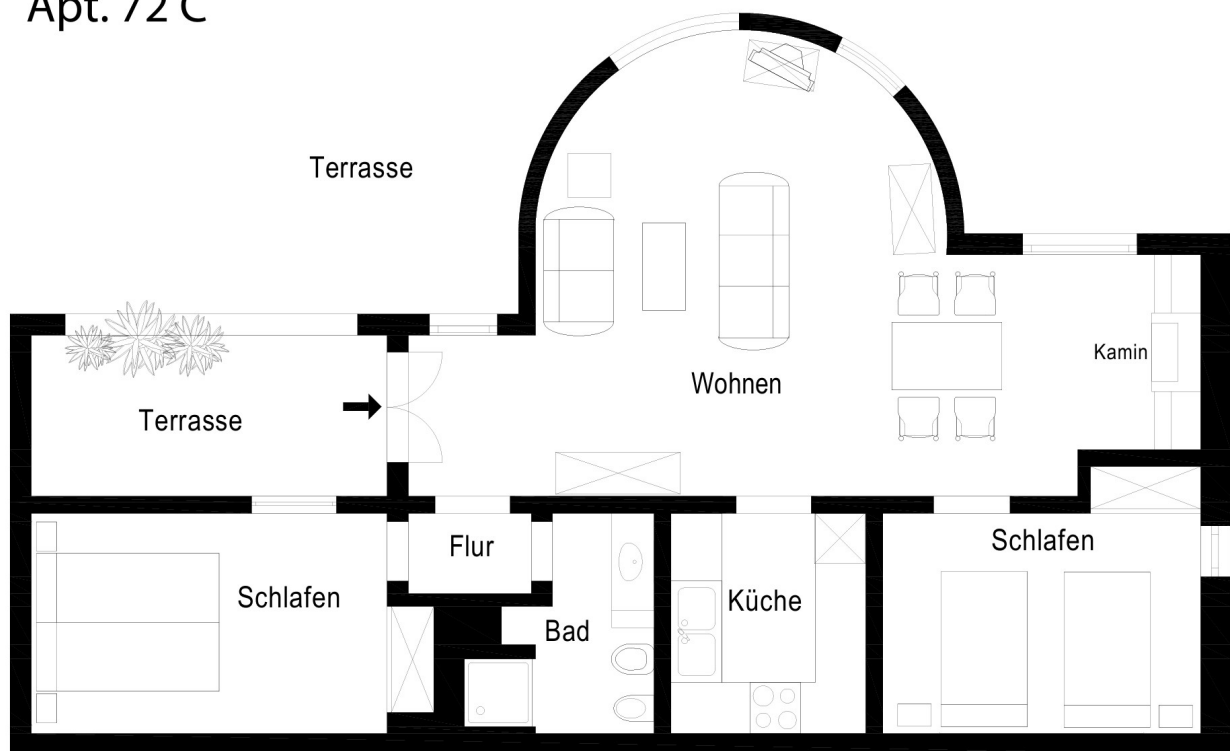 Apt. 72 C
Terrasse
Kamin
Wohnen
Terrasse
Flur
Schlafen
Schlafen
Küche
Bad